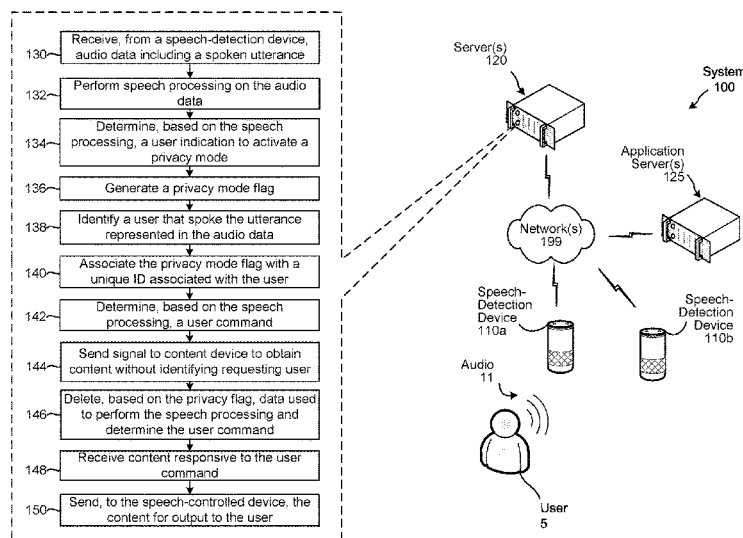 130
Receive, from a speech-detection device,
audio data including a spoken utterance
132
Perform speech processing on the audio
data
134
Determine, based on the speech
processing, a user indication to activate a
privacy mode
136
Generate a privacy mode flag
138
Identify a user that spoke the utterance
represented in the audio data
140
Associate the privacy mode flag with a
unique ID associated with the user
142
Determine, based on the speech
processing, a user command
144
Send signal to content device to obtain
content without identifying requesting user
146
Delete, based on the privacy flag, data used
to perform the speech processing and
determine the user command
148
Receive content responsive to the user
command
150
Send, to the speech-controlled device, the
content for output to the user
Server(s)
120
System
100
Application
Server(s)
125
Network(s)
199
Speech-
Detection
Device
110a
Speech-
Detection
Device
110b
Audio
11
User
5